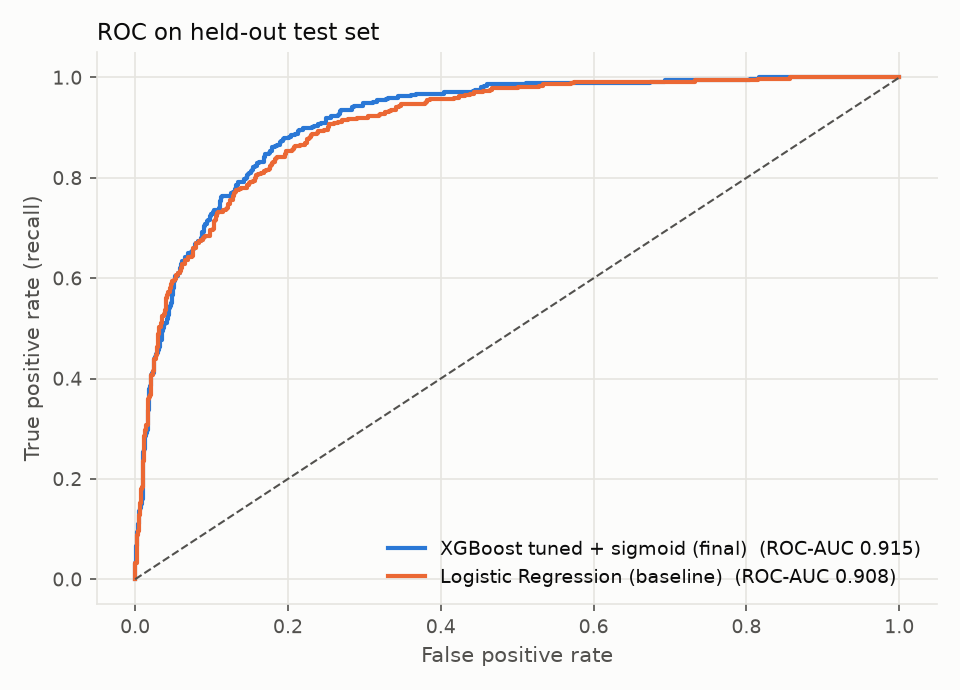 ROC on held-out test set
True positive rate (recall)
1.0
0.8
0.6
0.4
0.2
0.0
XGBoost tuned + sigmoid (final)  (ROC-AUC 0.915)
Logistic Regression (baseline)  (ROC-AUC 0.908)
0.0 0.2 0.4 0.6 0.8 1.0
False positive rate